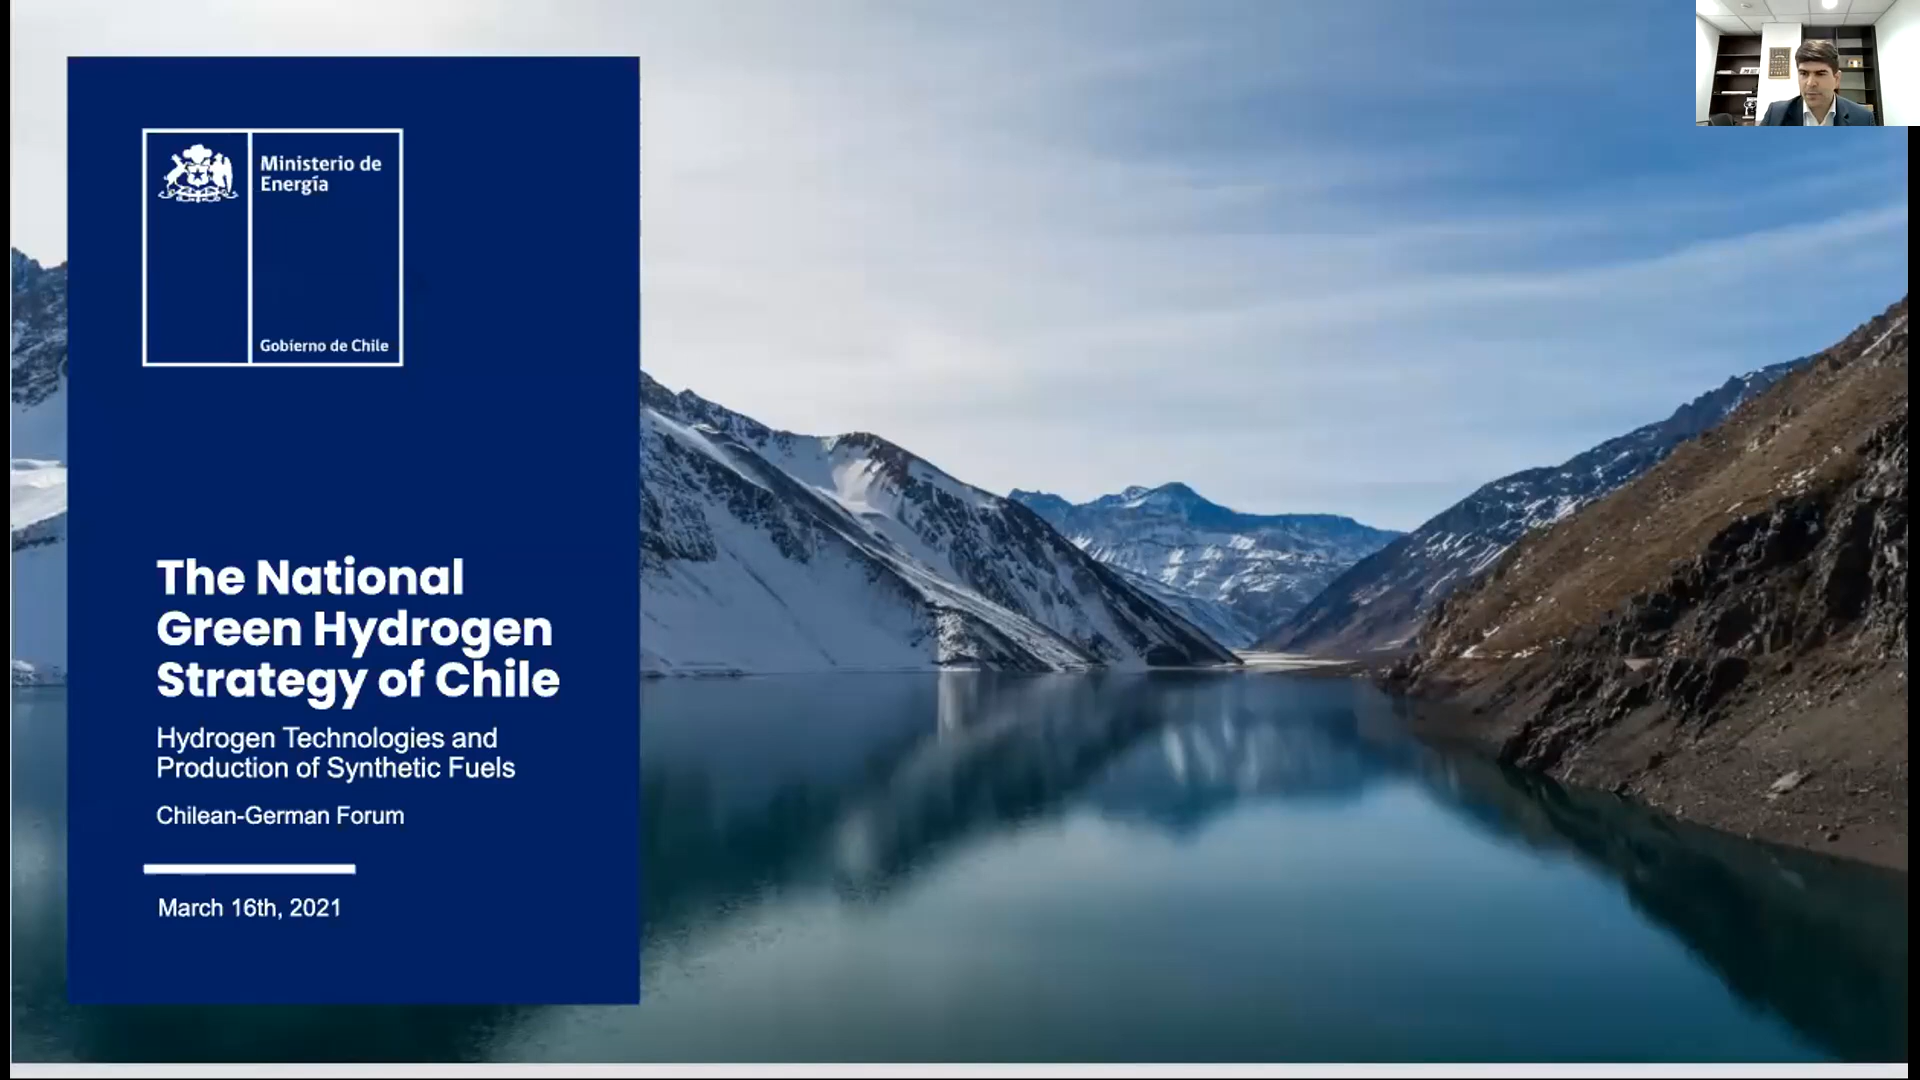 Ministerio de
Energía
Gobierno de Chile
The National
Green Hydrogen
Strategy of Chile
Hydrogen Technologies and
Production of Synthetic Fuels
Chilean-German Forum
March 16th, 2021